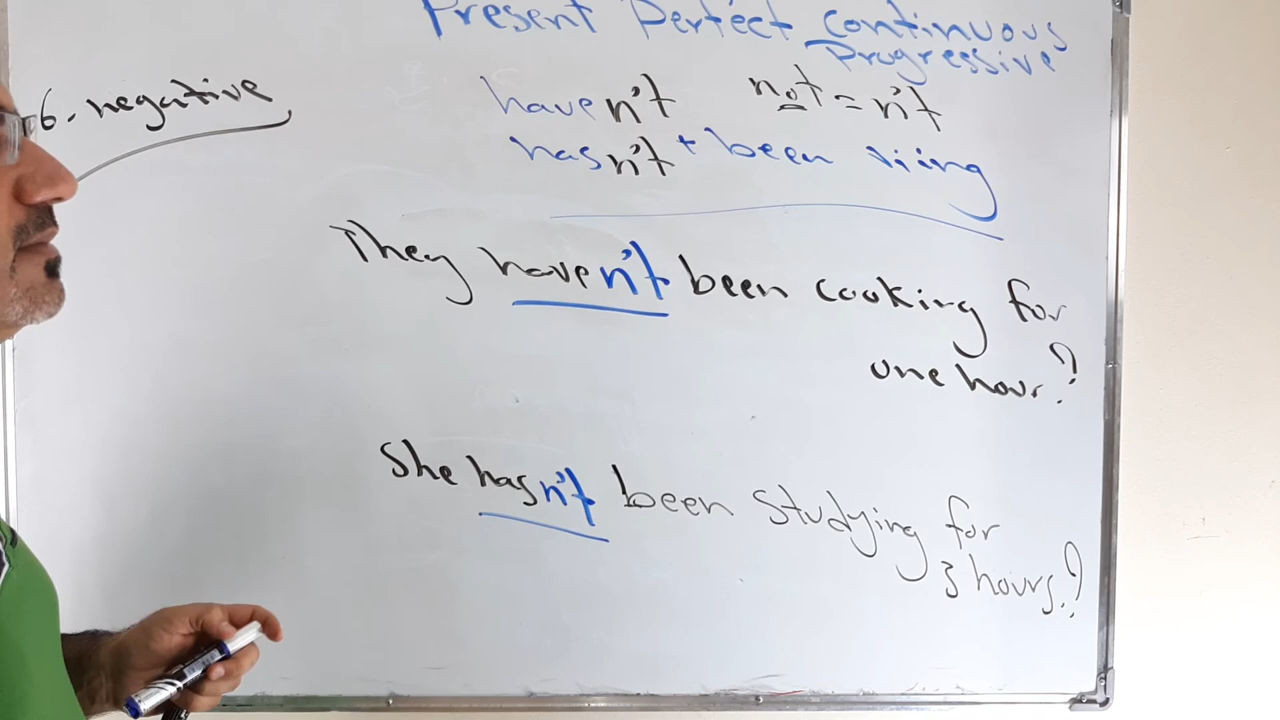 Present Perfect continuous
Progressive
6. negative
haven't not = n't
hasn't + been
They haven't been cooking for
one hour.?
She hasn't been studying for
3 hours.?